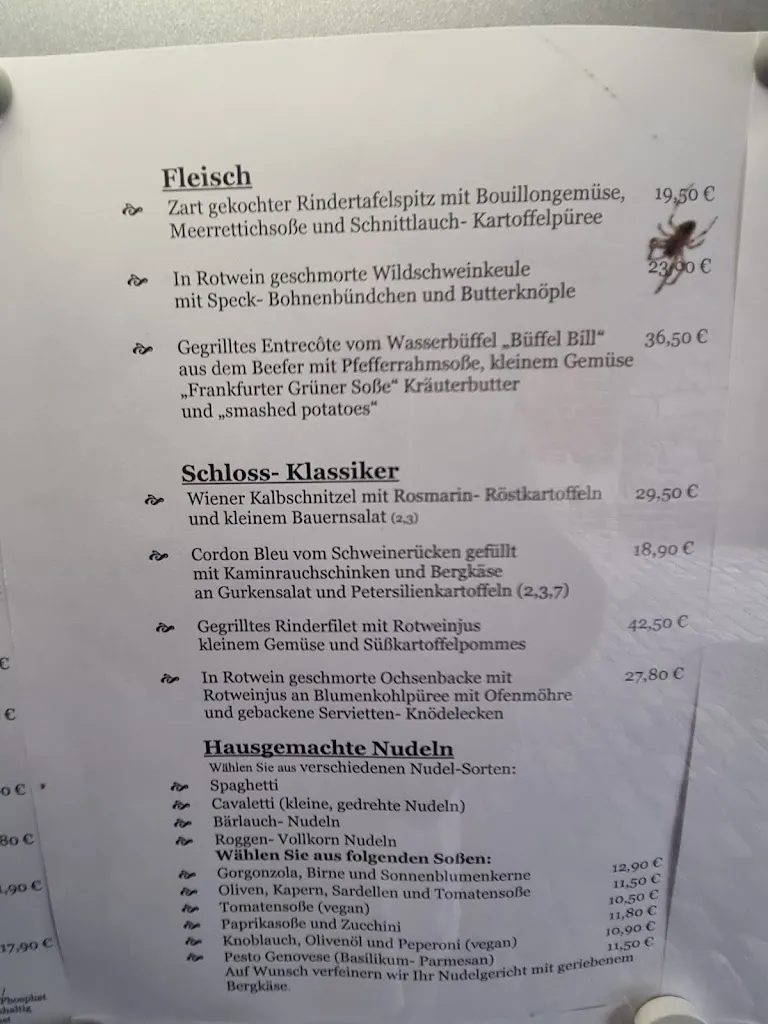 Fleisch
Zart gekochter Rindertafelspitz mit Bouillongemüse, 19,50 €
Meerrettichsoße und Schnittlauch- Kartoffelpüree
In Rotwein geschmorte Wildschweinkeule 23,90 €
mit Speck- Bohnenbündchen und Butterknöple
Gegrilltes Entrecôte vom Wasserbüffel „Büffel Bill“ 36,50 €
aus dem Beefer mit Pfefferrahmsoße, kleinem Gemüse
„Frankfurter Grüner Soße“ Kräuterbutter
und „smashed potatoes“
Schloss- Klassiker
Wiener Kalbschnitzel mit Rosmarin- Röstkartoffeln 29,50 €
und kleinem Bauernsalat (2,3)
Cordon Bleu vom Schweinerücken gefüllt 18,90 €
mit Kaminrauchschinken und Bergkäse
an Gurkensalat und Petersilienkartoffeln (2,3,7)
Gegrilltes Rinderfilet mit Rotweinjus 42,50 €
kleinem Gemüse und Süßkartoffelpommes
In Rotwein geschmorte Ochsenbacke mit 27,80 €
Rotweinjus an Blumenkohlpüree mit Ofenmöhre
und gebackene Servietten- Knödelecken
Hausgemachte Nudeln
Wählen Sie aus verschiedenen Nudel-Sorten:
Spaghetti
Cavaletti (kleine, gedrehte Nudeln)
Bärlauch- Nudeln
Roggen- Vollkorn Nudeln
Wählen Sie aus folgenden Soßen:
Gorgonzola, Birne und Sonnenblumenkerne 12,90 €
Oliven, Kapern, Sardellen und Tomatensoße 11,50 €
Tomatensoße (vegan) 10,50 €
Paprikasoße und Zucchini 11,80 €
Knoblauch, Olivenöl und Peperoni (vegan) 10,90 €
Pesto Genovese (Basilikum- Parmesan) 11,50 €
Auf Wunsch verfeinern wir Ihr Nudelgericht mit geriebenem
Bergkäse.
€
€
0 €
80 €
,90 €
17,90 €
Phosphat